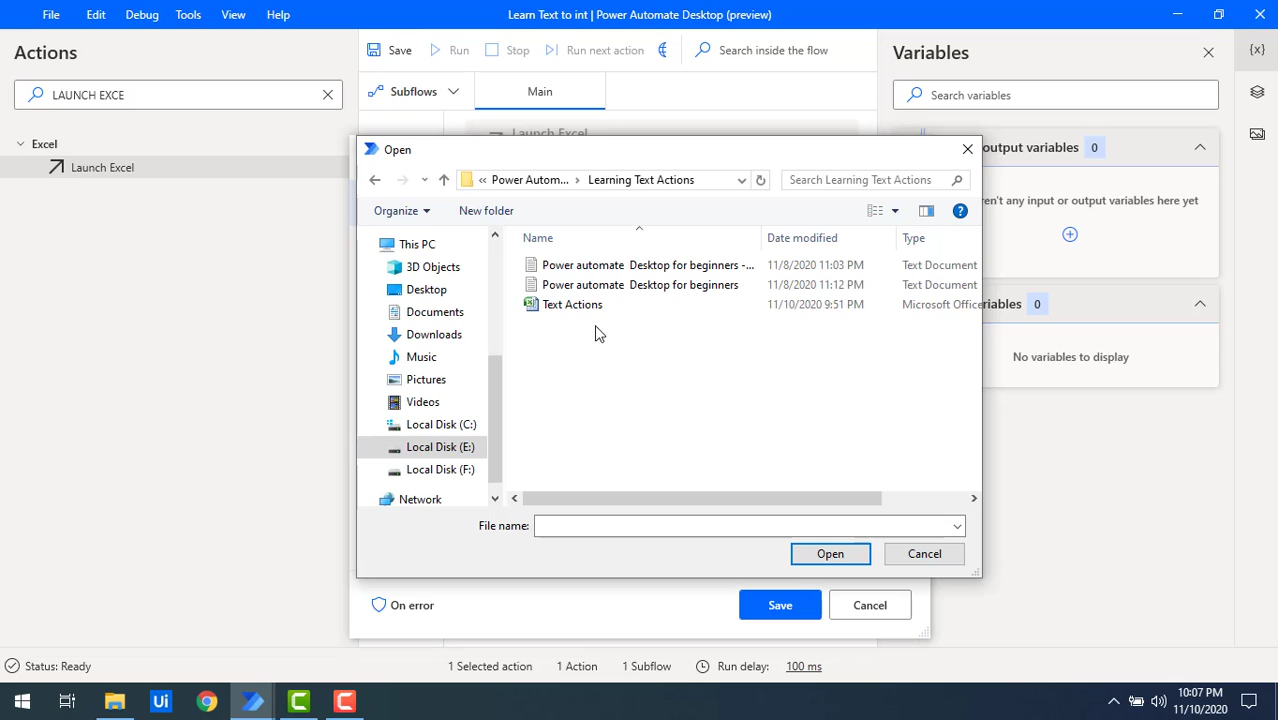 File Edit Debug Tools View Help Learn Text to int | Power Automate Desktop (preview)
Actions
LAUNCH EXCE
Excel
Launch Excel
Save Run Stop Run next action Search inside the flow
Subflows Main
Launch Excel
Variables {x}
Search variables
output variables 0
n't any input or output variables here yet
riables 0
No variables to display
Open
« Power Autom... › Learning Text Actions Search Learning Text Actions
Organize New folder
This PC
3D Objects
Desktop
Documents
Downloads
Music
Pictures
Videos
Local Disk (C:)
Local Disk (E:)
Local Disk (F:)
Network
Name Date modified Type
Power automate Desktop for beginners -... 11/8/2020 11:03 PM Text Document
Power automate Desktop for beginners 11/8/2020 11:12 PM Text Document
Text Actions 11/10/2020 9:51 PM Microsoft Office
File name:
Open Cancel
On error Save Cancel
Status: Ready 1 Selected action 1 Action 1 Subflow Run delay: 100 ms
Ui
10:07 PM
11/10/2020